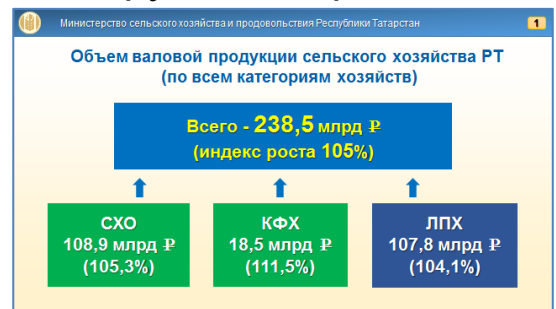 Министерство сельского хозяйства и продовольствия Республики Татарстан
1
Объем валовой продукции сельского хозяйства РТ
(по всем категориям хозяйств)
Всего - 238,5 млрд ₽
(индекс роста 105%)
СХО
108,9 млрд ₽
(105,3%)
КФХ
18,5 млрд ₽
(111,5%)
ЛПХ
107,8 млрд ₽
(104,1%)